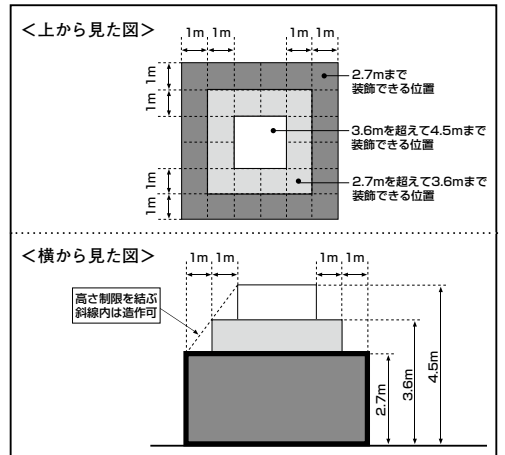 ＜上から見た図＞
1m 1m
1m 1m
1m
1m
1m
1m
2.7mまで
装飾できる位置
3.6mを超えて4.5mまで
装飾できる位置
2.7mを超えて3.6mまで
装飾できる位置
＜横から見た図＞
1m 1m
1m 1m
高さ制限を結ぶ
斜線内は造作可
2.7m
3.6m
4.5m